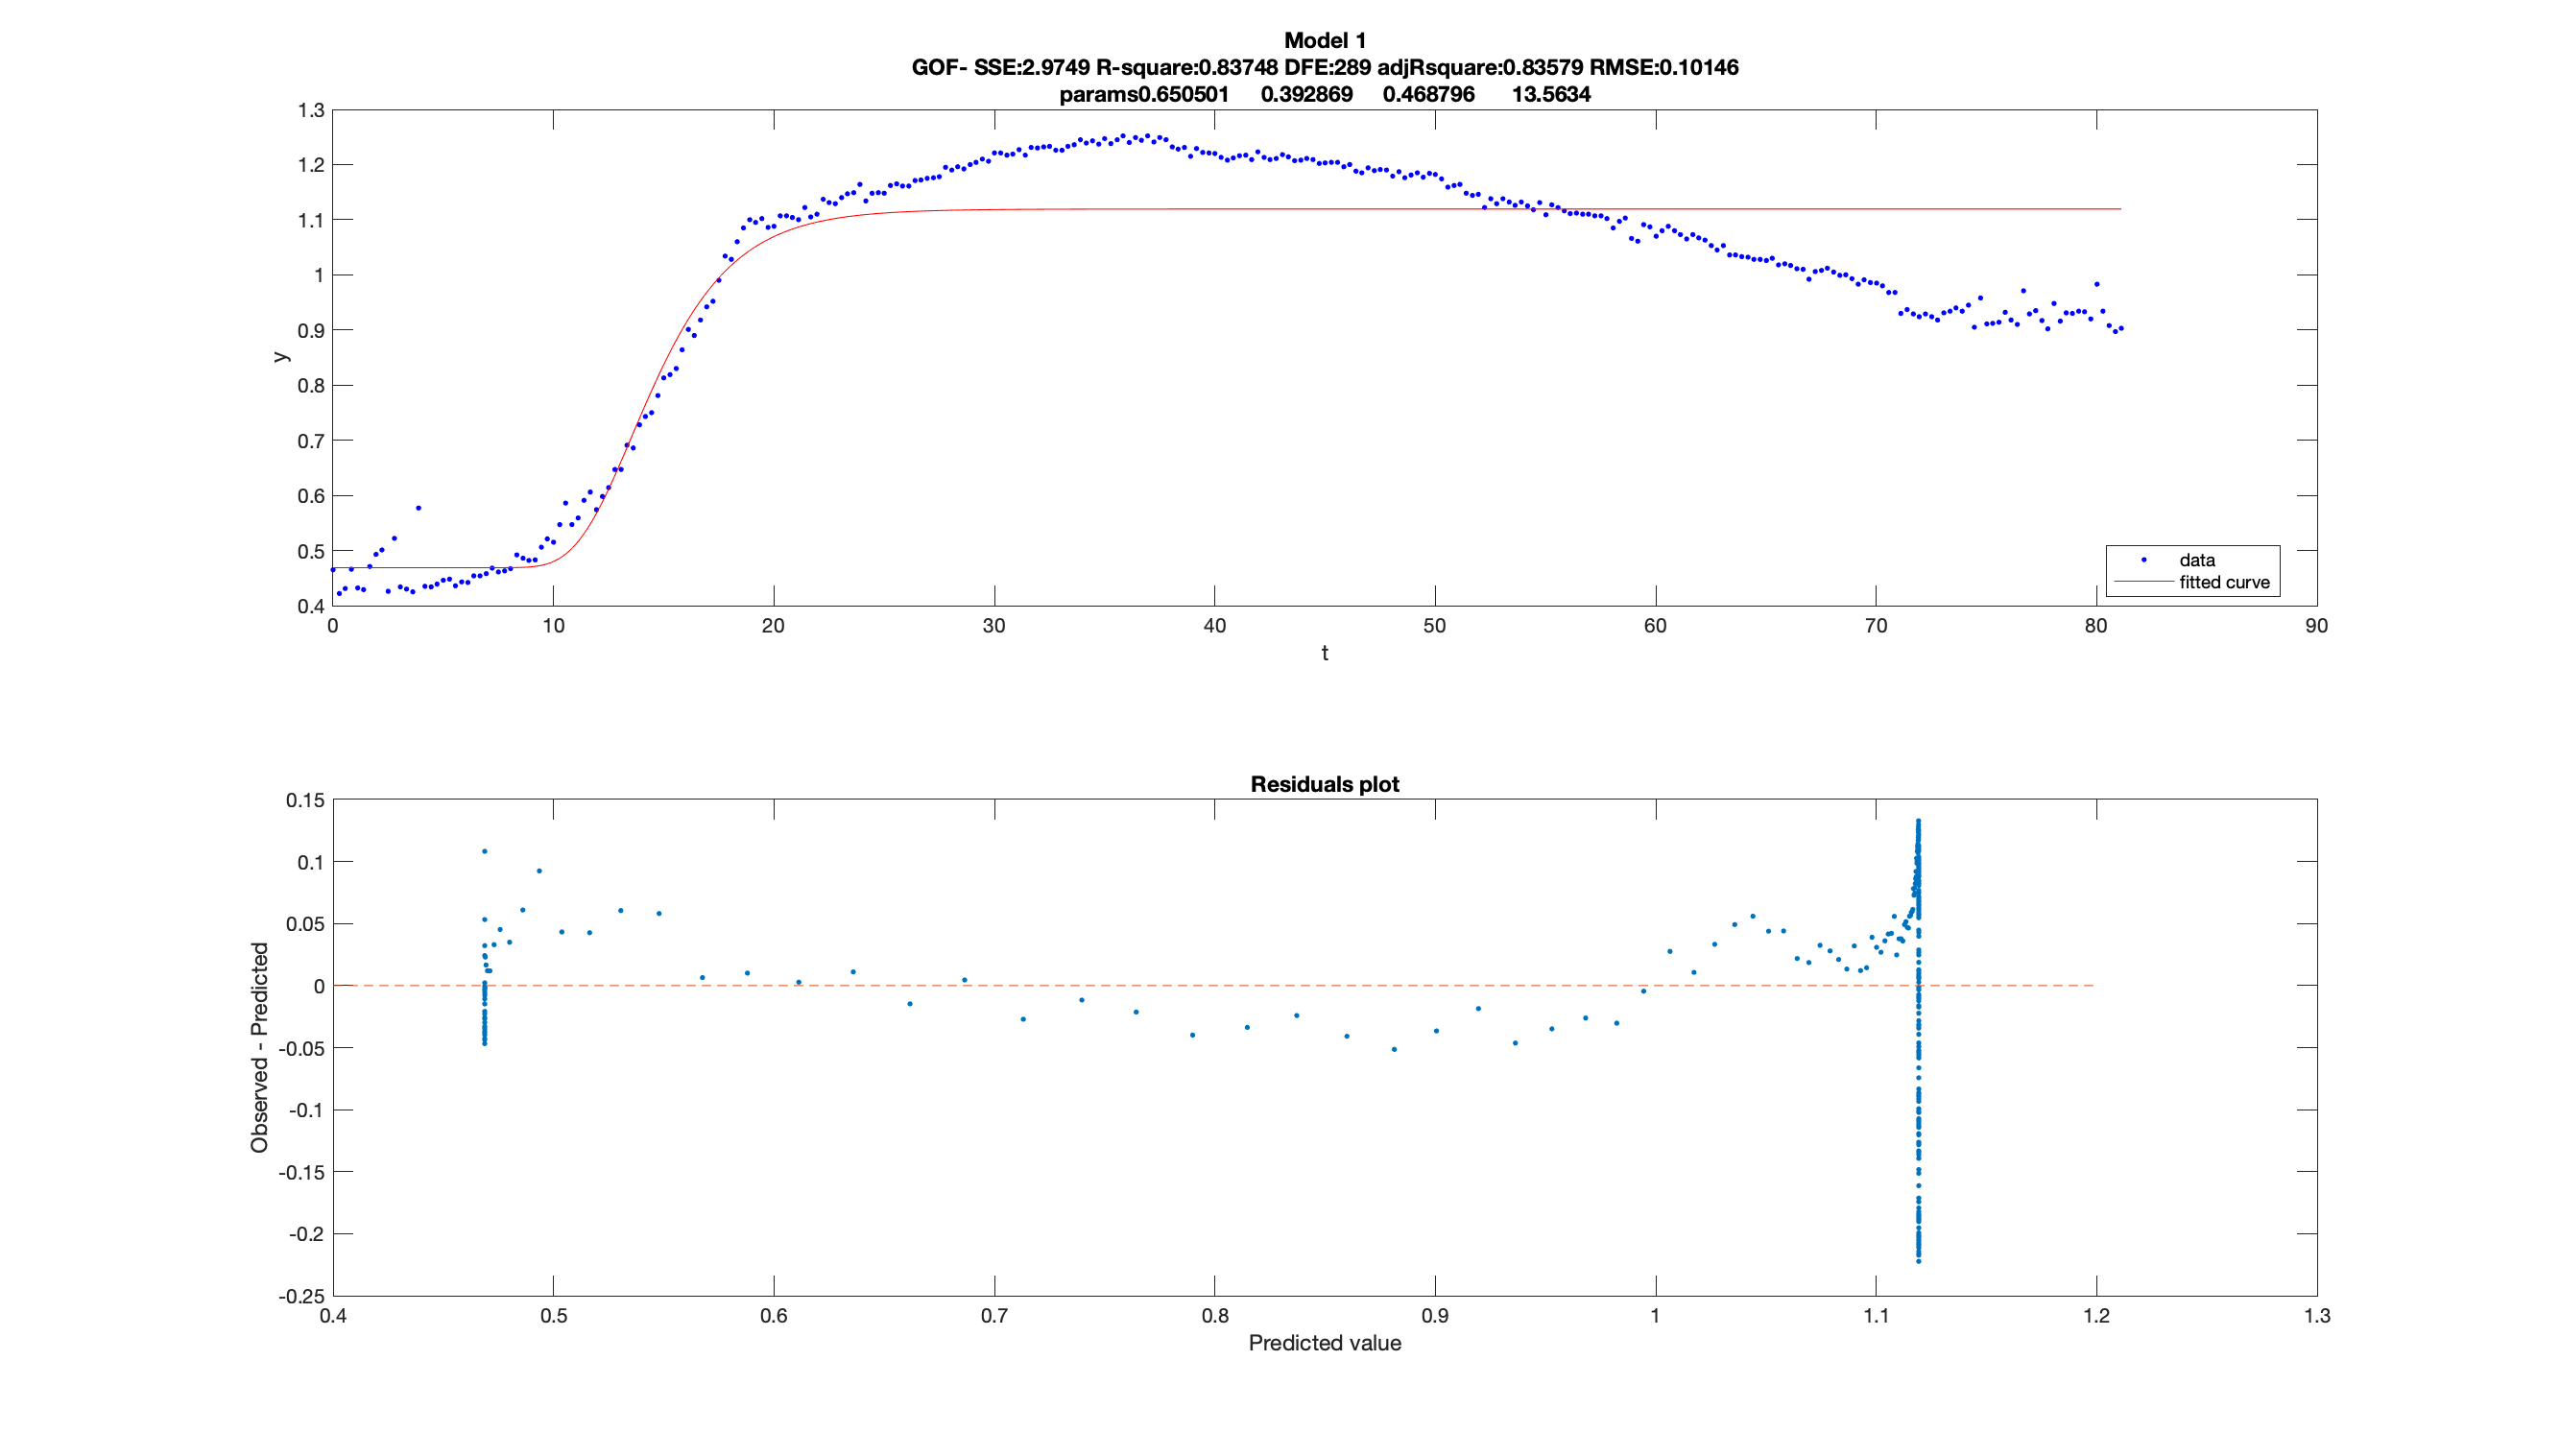 Model 1
GOF- SSE:2.9749 R-square:0.83748 DFE:289 adjRsquare:0.83579 RMSE:0.10146
params0.650501 0.392869 0.468796 13.5634
1.3
1.2
1.1
1
0.9
0.8
0.7
0.6
0.5
0.4
y
0 10 20 30 40 50 60 70 80 90
t
data
fitted curve
Residuals plot
0.15
0.1
0.05
0
-0.05
-0.1
-0.15
-0.2
-0.25
Observed - Predicted
0.4 0.5 0.6 0.7 0.8 0.9 1 1.1 1.2 1.3
Predicted value